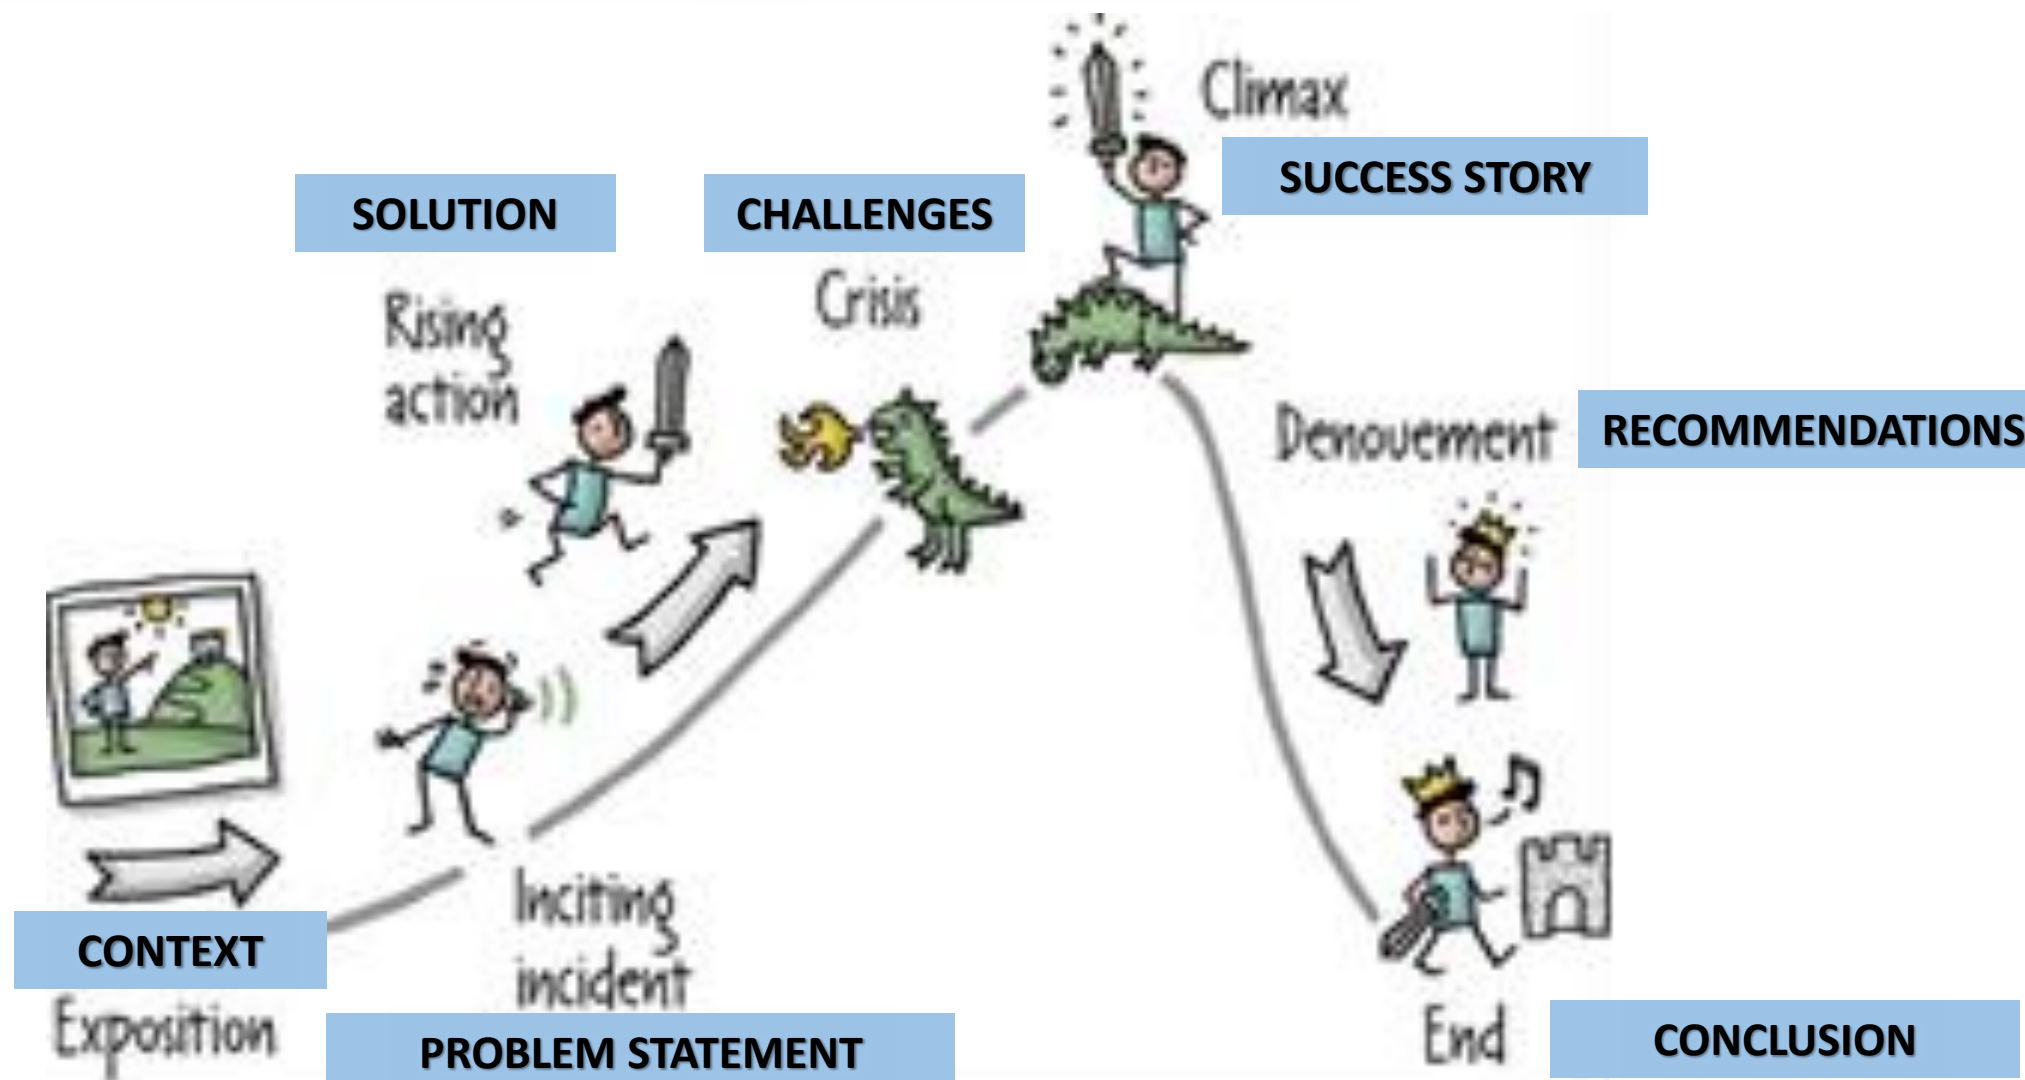 Climax
SUCCESS STORY
SOLUTION
CHALLENGES
Crisis
Rising
action
Denouement
RECOMMENDATIONS
Inciting
incident
CONTEXT
Exposition
PROBLEM STATEMENT
End
CONCLUSION